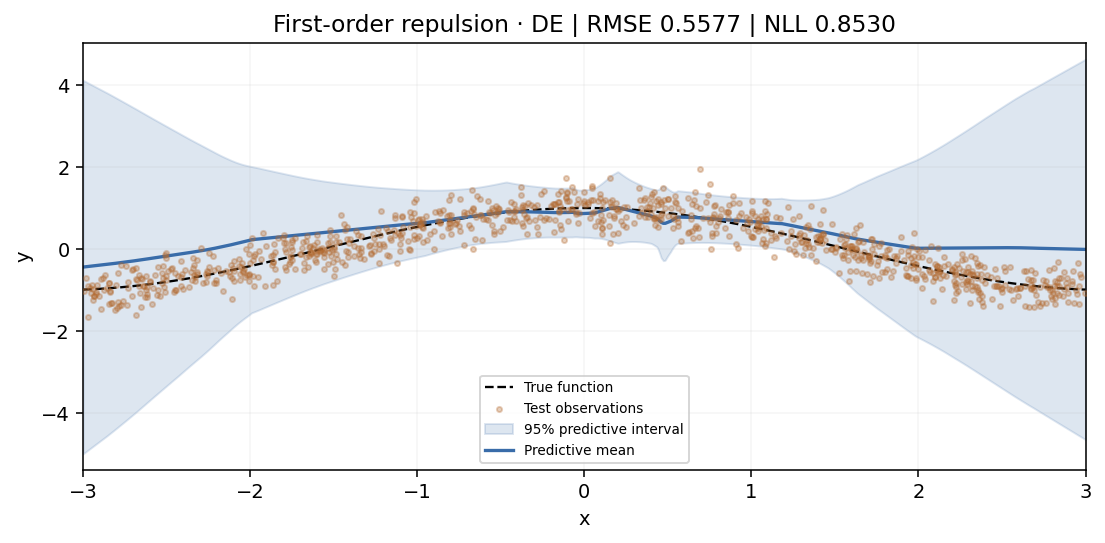 First-order repulsion · DE | RMSE 0.5577 | NLL 0.8530
y
4
2
0
−2
−4
True function
Test observations
95% predictive interval
Predictive mean
−3
−2
−1
0
1
2
3
x